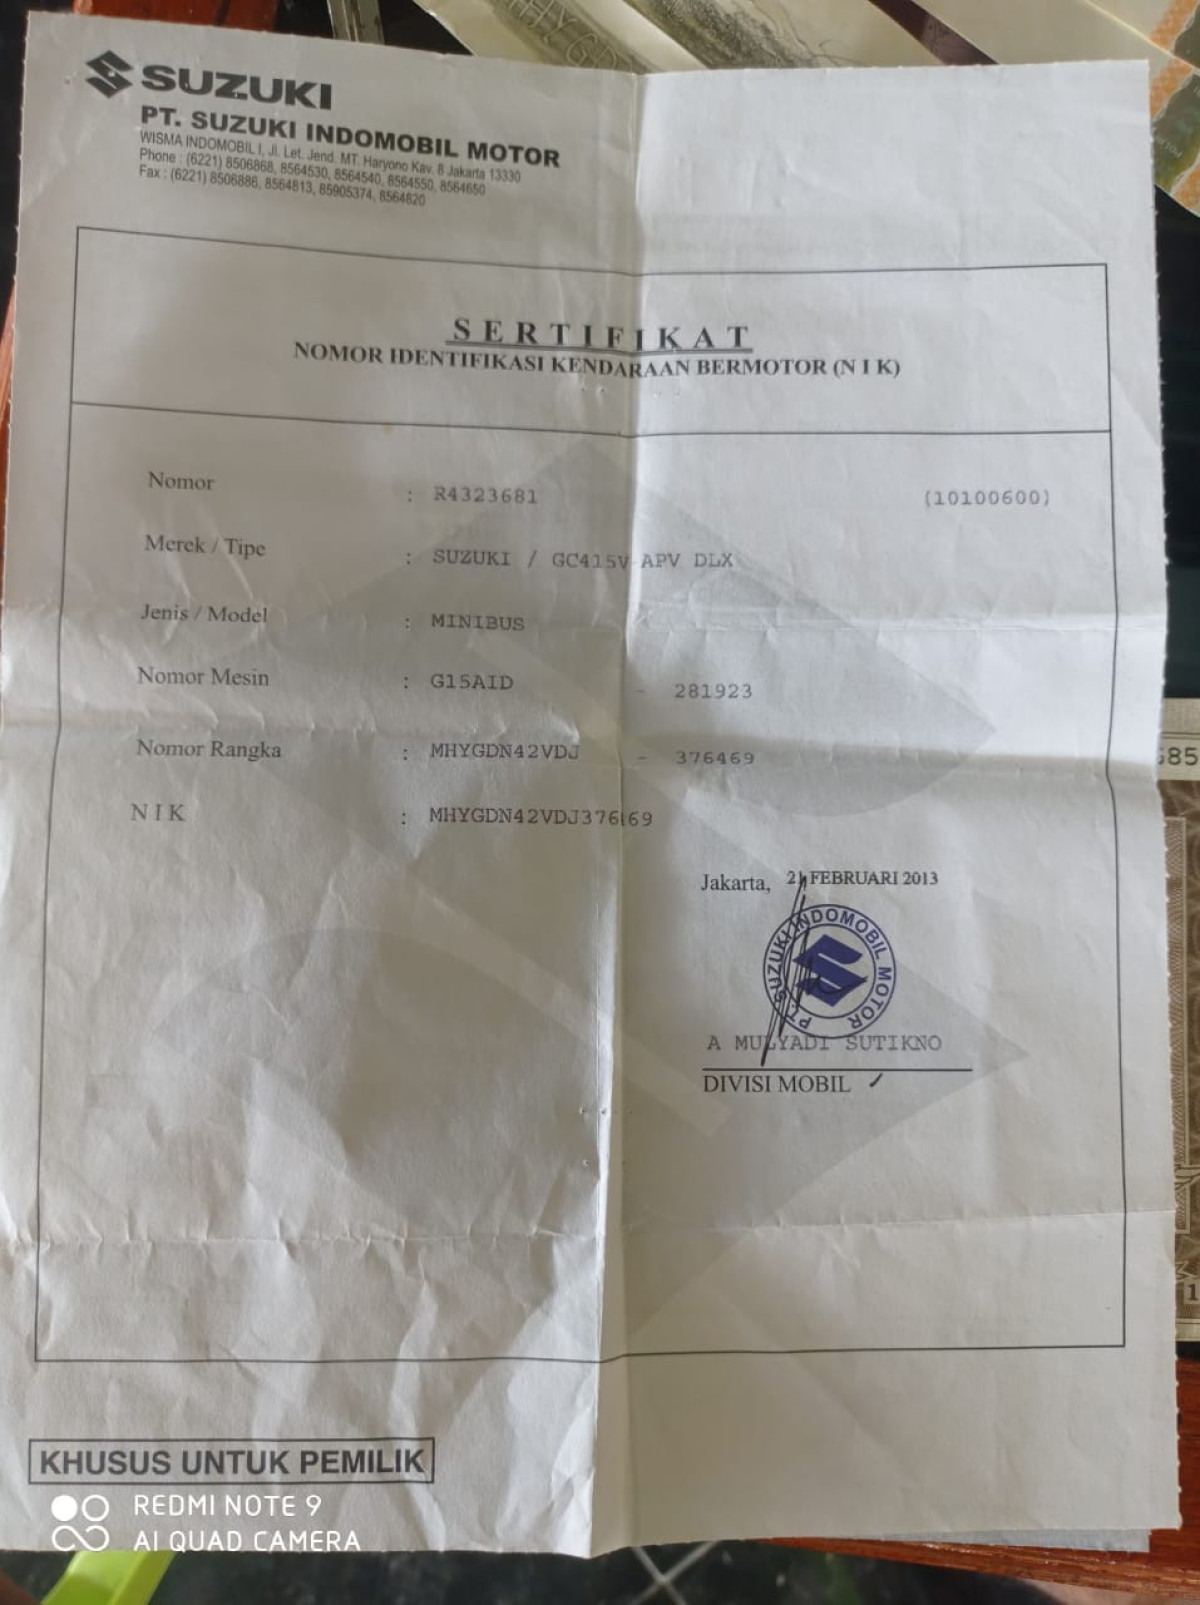 SUZUKI
PT. SUZUKI INDOMOBIL MOTOR
WISMA INDOMOBIL I, Jl. Let. Jend. MT. Haryono Kav. 8 Jakarta 13330
Phone : (6221) 8506868, 8564530, 8564540, 8564550, 8564650
Fax : (6221) 8506886, 8564813, 85905374, 8564820
SERTIFIKAT
NOMOR IDENTIFIKASI KENDARAAN BERMOTOR (N I K)
Nomor : R4323681 (10100600)
Merek / Tipe : SUZUKI / GC415V APV DLX
Jenis / Model : MINIBUS
Nomor Mesin : G15AID - 281923
Nomor Rangka : MHYGDN42VDJ - 376469
N I K : MHYGDN42VDJ376469
Jakarta, 21 FEBRUARI 2013
PT. SUZUKI INDOMOBIL MOTOR
A MULYADI SUTIKNO
DIVISI MOBIL
KHUSUS UNTUK PEMILIK
REDMI NOTE 9
AI QUAD CAMERA